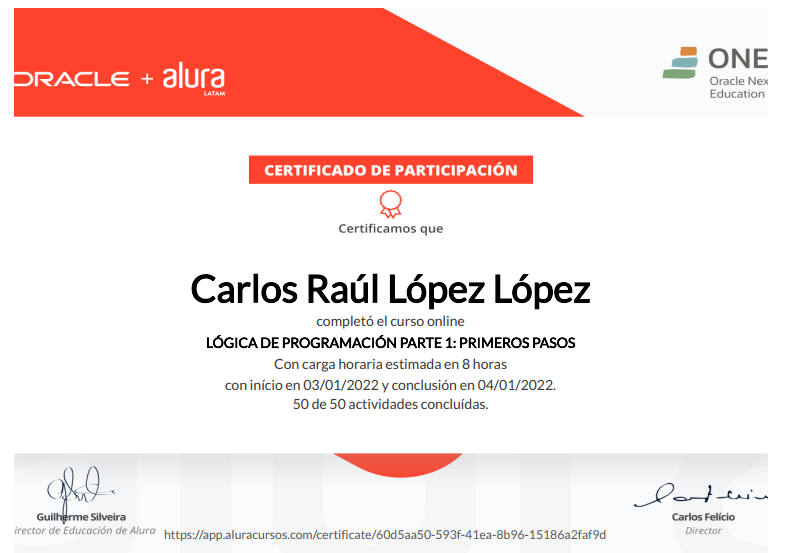 ORACLE + alura
LATAM
ONE
Oracle Nex
Education
CERTIFICADO DE PARTICIPACIÓN
Certificamos que
Carlos Raúl López López
completó el curso online
LÓGICA DE PROGRAMACIÓN PARTE 1: PRIMEROS PASOS
Con carga horaria estimada en 8 horas
con início en 03/01/2022 y conclusión en 04/01/2022.
50 de 50 actividades concluídas.
Guilherme Silveira
irector de Educación de Alura
https://app.aluracursos.com/certificate/60d5aa50-593f-41ea-8b96-15186a2faf9d
Carlos Felício
Director